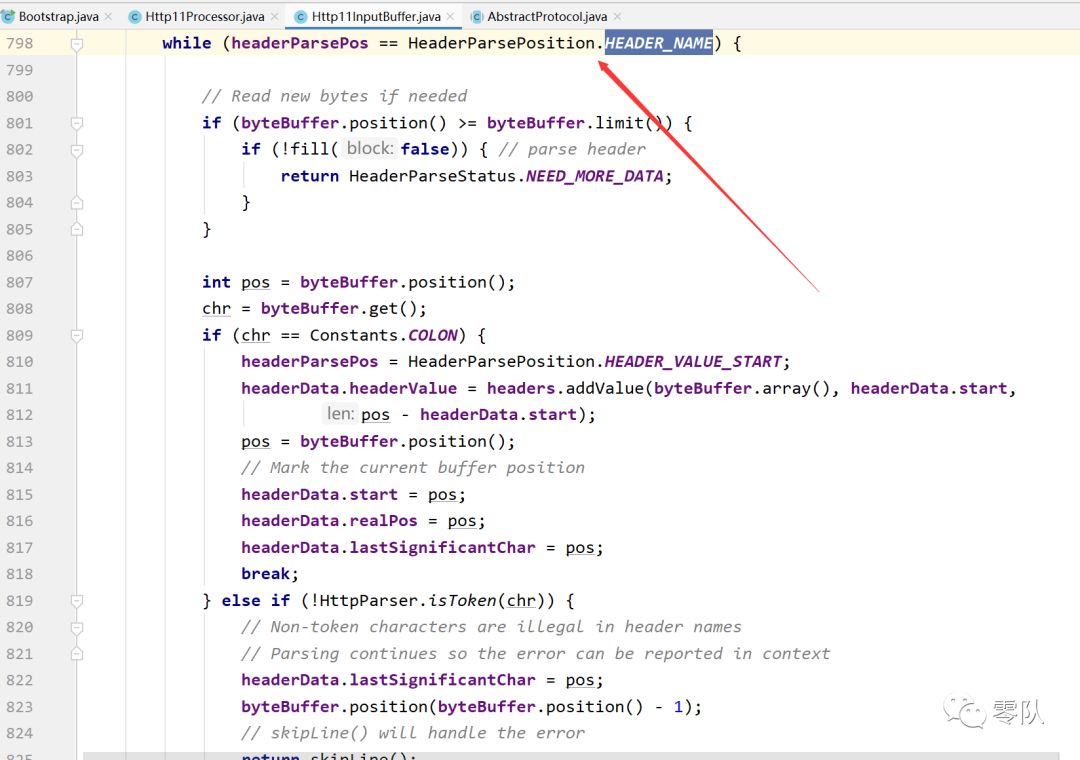 Bootstrap.java × Http11Processor.java × Http11InputBuffer.java × AbstractProtocol.java ×
798 while (headerParsePos == HeaderParsePosition.HEADER_NAME) {
799
800 // Read new bytes if needed
801 if (byteBuffer.position() >= byteBuffer.limit()) {
802 if (!fill( block: false)) { // parse header
803 return HeaderParseStatus.NEED_MORE_DATA;
804 }
805 }
806
807 int pos = byteBuffer.position();
808 chr = byteBuffer.get();
809 if (chr == Constants.COLON) {
810 headerParsePos = HeaderParsePosition.HEADER_VALUE_START;
811 headerData.headerValue = headers.addValue(byteBuffer.array(), headerData.start,
812 len: pos - headerData.start);
813 pos = byteBuffer.position();
814 // Mark the current buffer position
815 headerData.start = pos;
816 headerData.realPos = pos;
817 headerData.lastSignificantChar = pos;
818 break;
819 } else if (!HttpParser.isToken(chr)) {
820 // Non-token characters are illegal in header names
821 // Parsing continues so the error can be reported in context
822 headerData.lastSignificantChar = pos;
823 byteBuffer.position(byteBuffer.position() - 1);
824 // skipLine() will handle the error
825 return skipLine();
零队